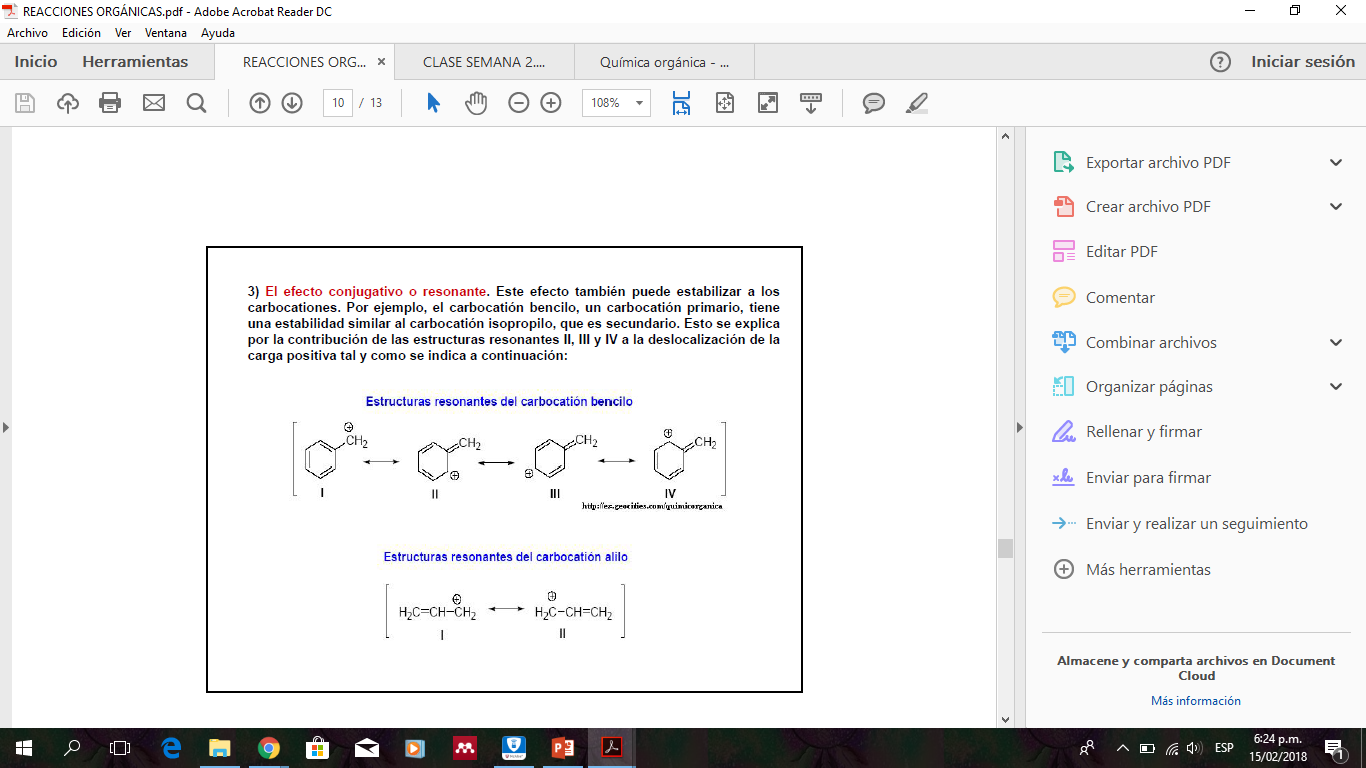 REACCIONES ORGÁNICAS.pdf - Adobe Acrobat Reader DC
Archivo Edición Ver Ventana Ayuda
Inicio Herramientas REACCIONES ORG... × CLASE SEMANA 2.... Química orgánica - ... Iniciar sesión
10 / 13 108%
3) El efecto conjugativo o resonante. Este efecto también puede estabilizar a los
carbocationes. Por ejemplo, el carbocatión bencilo, un carbocatión primario, tiene
una estabilidad similar al carbocatión isopropilo, que es secundario. Esto se explica
por la contribución de las estructuras resonantes II, III y IV a la deslocalización de la
carga positiva tal y como se indica a continuación:
Estructuras resonantes del carbocatión bencilo
⊕ CH2 CH2 ⊕ CH2 ⊕ ⊕ CH2
I II III IV
http://es.geocities.com/quimicorganica
Estructuras resonantes del carbocatión alilo
⊕ ⊕
H2C=CH–CH2 H2C–CH=CH2
I II
Exportar archivo PDF
Crear archivo PDF
Editar PDF
Comentar
Combinar archivos
Organizar páginas
Rellenar y firmar
Enviar para firmar
Enviar y realizar un seguimiento
Más herramientas
Almacene y comparta archivos en Document
Cloud
Más información
ESP 6:24 p.m.
15/02/2018
1